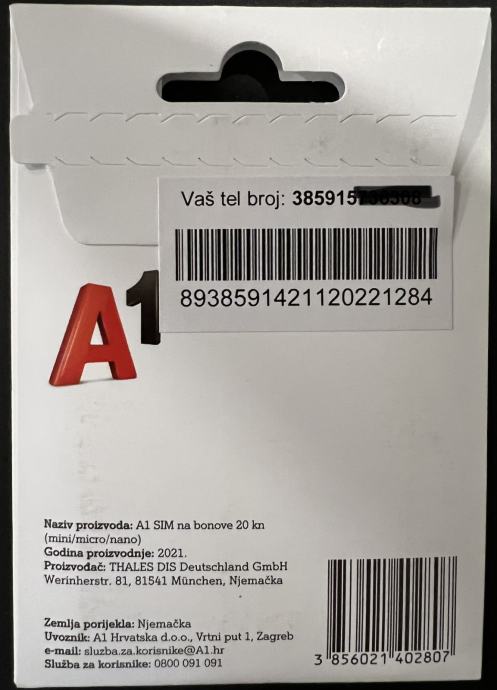 Vaš tel broj: 385915
8938591421120221284
A1
Naziv proizvoda: A1 SIM na bonove 20 kn
(mini/micro/nano)
Godina proizvodnje: 2021.
Proizvođač: THALES DIS Deutschland GmbH
Werinherstr. 81, 81541 München, Njemačka
Zemlja porijekla: Njemačka
Uvoznik: A1 Hrvatska d.o.o., Vrtni put 1, Zagreb
e-mail: sluzba.za.korisnike@A1.hr
Služba za korisnike: 0800 091 091
3 856021 402807